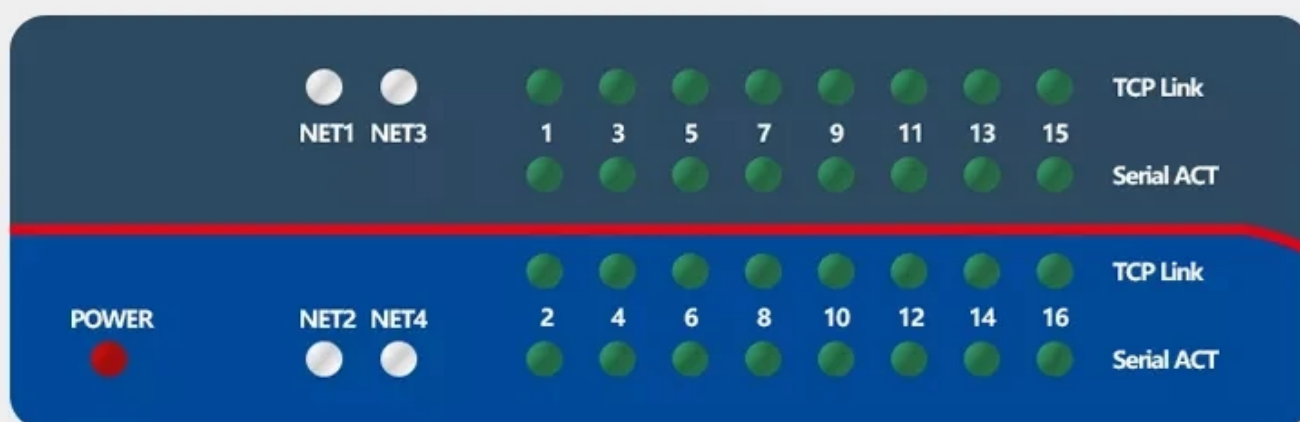 TCP Link
NET1 NET3 1 3 5 7 9 11 13 15
Serial ACT
TCP Link
POWER NET2 NET4 2 4 6 8 10 12 14 16
Serial ACT